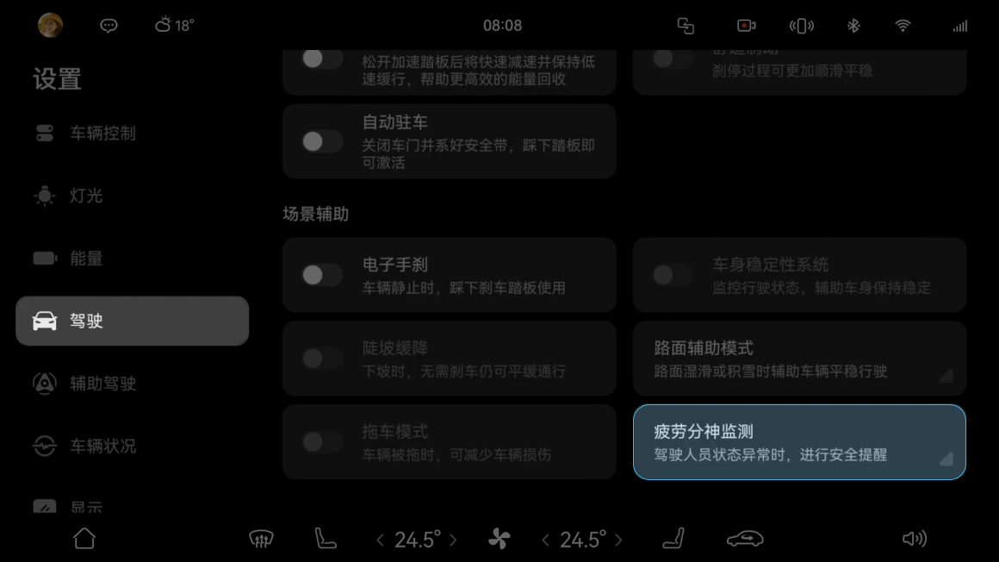 18°
08:08
设置
车辆控制
灯光
能量
驾驶
辅助驾驶
车辆状况
显示
松开加速踏板后将快速减速并保持低
速缓行，帮助更高效的能量回收
舒适制动
刹停过程可更加顺滑平稳
自动驻车
关闭车门并系好安全带，踩下踏板即
可激活
场景辅助
电子手刹
车辆静止时，踩下刹车踏板使用
车身稳定性系统
监控行驶状态，辅助车身保持稳定
陡坡缓降
下坡时，无需刹车仍可平缓通行
路面辅助模式
路面湿滑或积雪时辅助车辆平稳行驶
拖车模式
车辆被拖时，可减少车辆损伤
疲劳分神监测
驾驶人员状态异常时，进行安全提醒
24.5°
24.5°